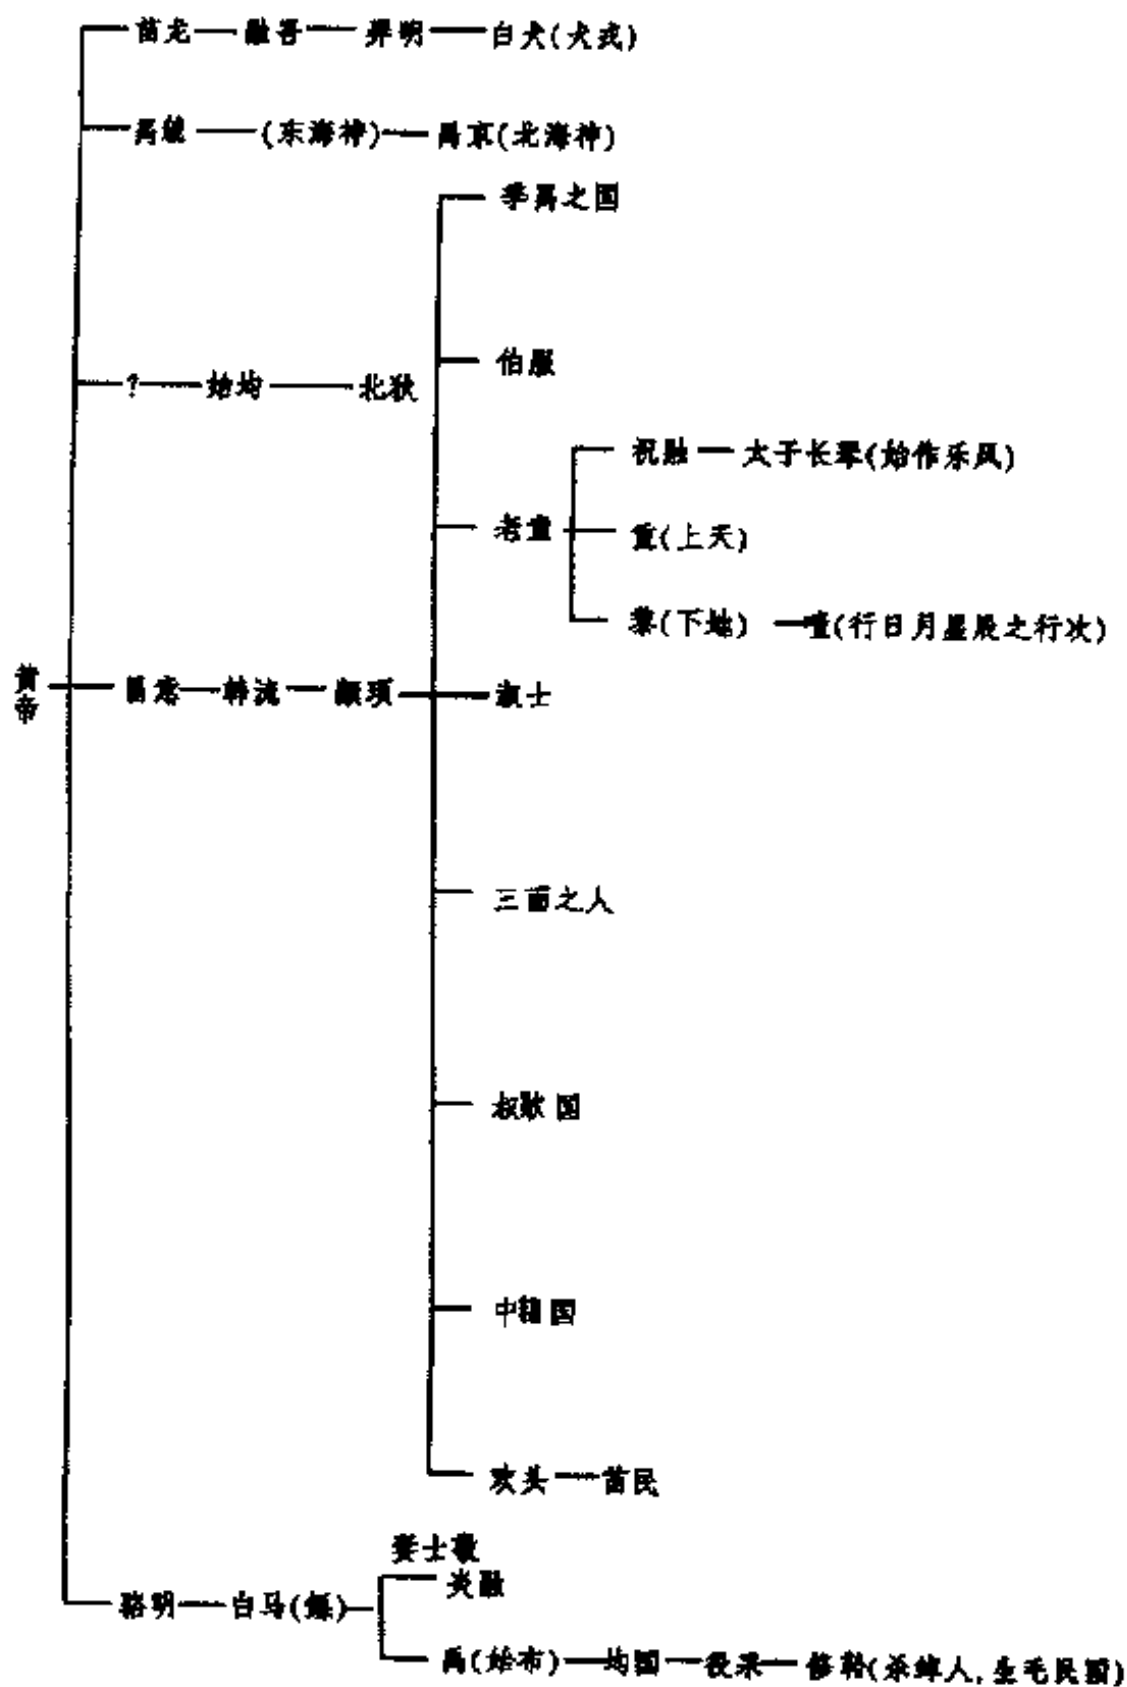 苗龙 融吾 弄明 白犬(犬戎)
禺䝞 (东海神) 禺京(北海神)
季禺之国
伯服
? 始均 北狄
祝融 太子长琴(始作乐风)
老童
重(上天)
黎(下地) 噎(行日月星辰之行次)
黄帝
昌意 韩流 颛顼
淑士
三面之人
叔歜国
中䡥国
欢头 苗民
炎融
骆明 白马(鲧)
禹(始布) 均国 役采 修鞈(杀绰人,生毛民国)